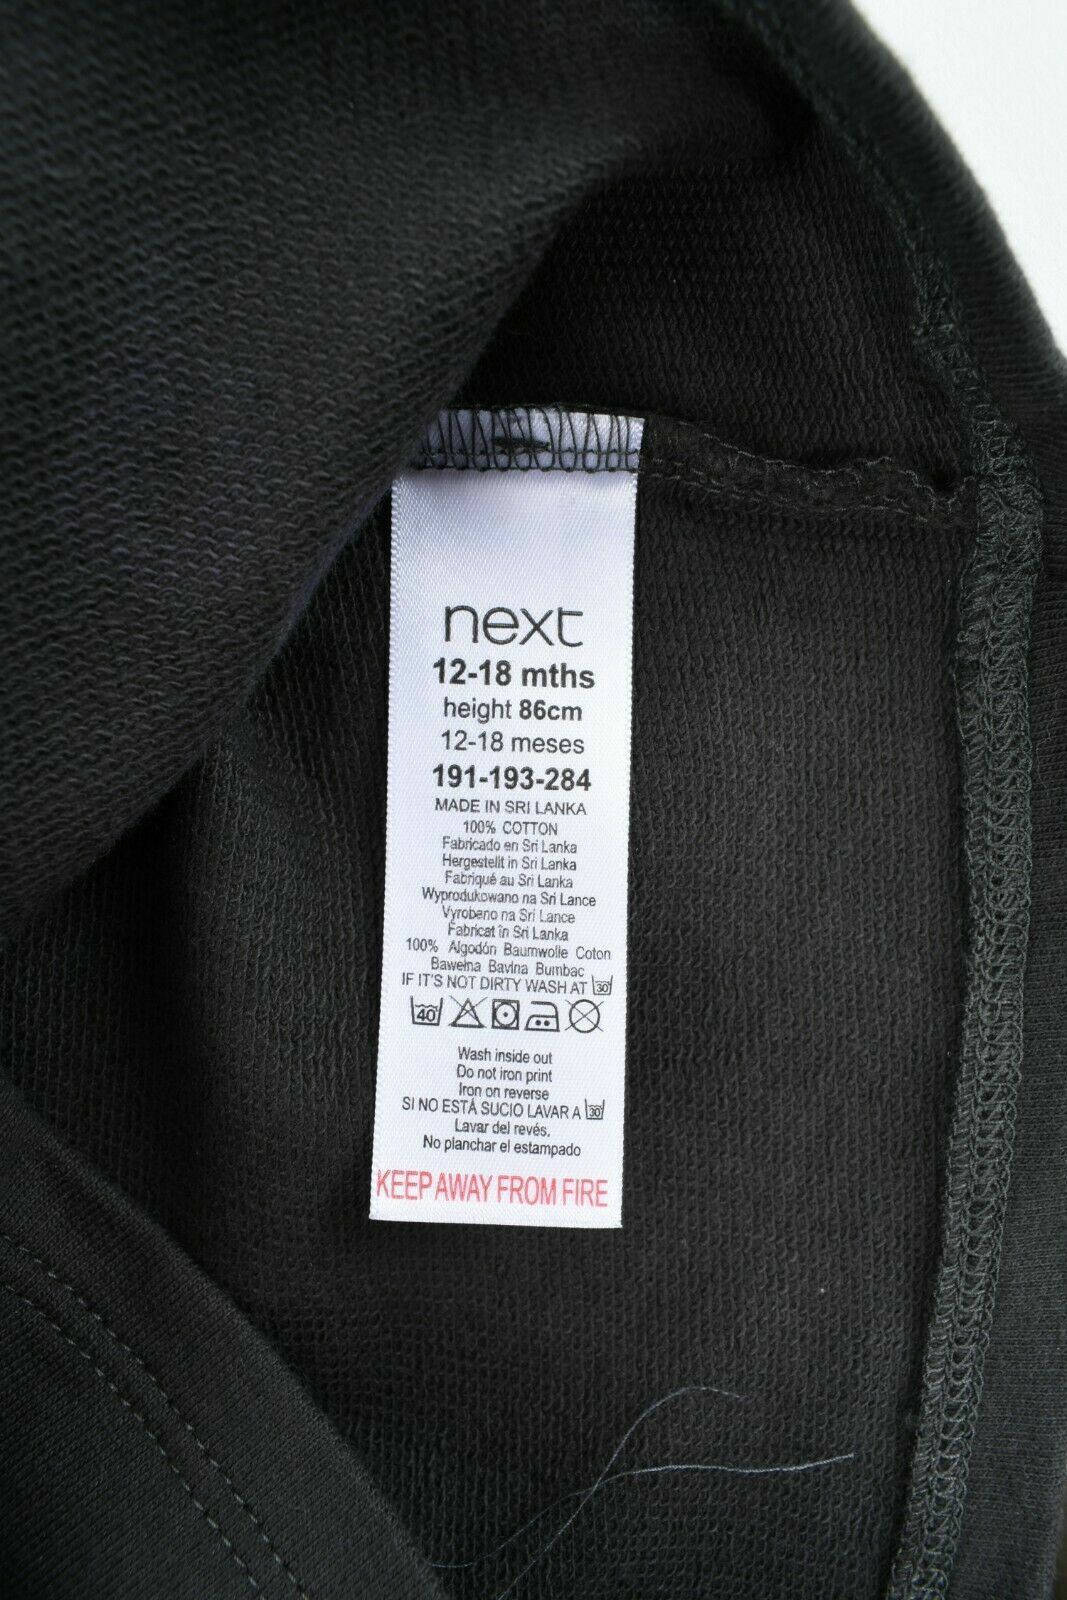 next
12-18 mths
height 86cm
12-18 meses
191-193-284
MADE IN SRI LANKA
100% COTTON
Fabricado en Sri Lanka
Hergestellt in Sri Lanka
Fabriqué au Sri Lanka
Wyprodukowano na Sri Lance
Vyrobeno na Sri Lance
Fabricat în Sri Lanka
100% Algodón Baumwolle Coton
Bawełna Bavlna Bumbac
IF IT'S NOT DIRTY WASH AT 30
40
Wash inside out
Do not iron print
Iron on reverse
SI NO ESTÁ SUCIO LAVAR A 30
Lavar del revés.
No planchar el estampado
KEEP AWAY FROM FIRE